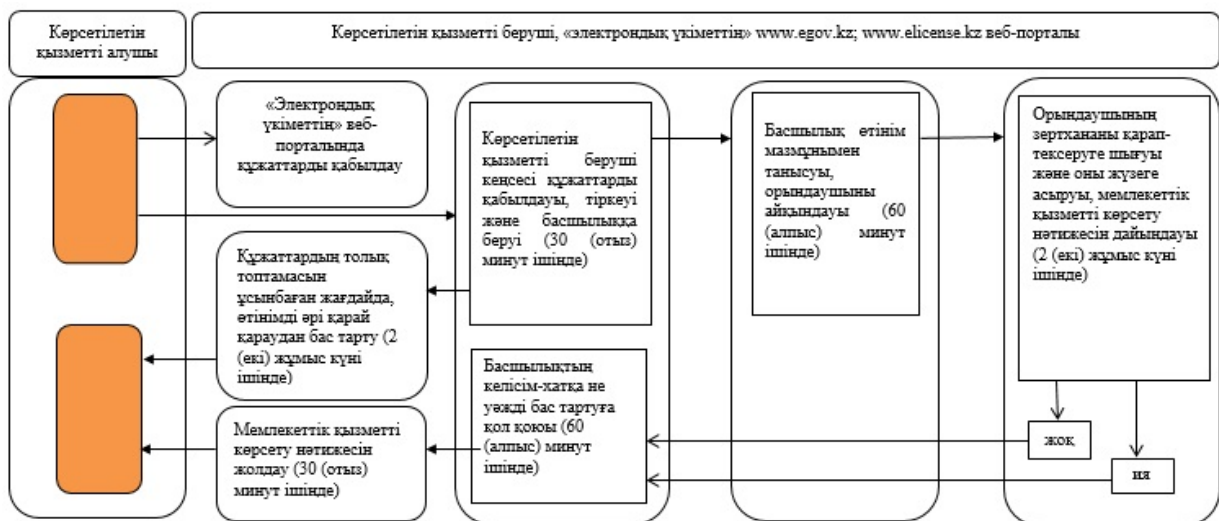 Көрсетілетін
қызметті алушы
Көрсетілетін қызметті беруші, «электрондық үкіметтің» www.egov.kz; www.elicense.kz веб-порталы
«Электрондық
үкіметтің» веб-
порталында
құжаттарды қабылдау
Көрсетілетін
қызметті беруші
кеңсесі құжаттарды
қабылдауы, тіркеуі
және басшылыққа
беруі (30 (отыз)
минут ішінде)
Басшылық өтінім
мазмұнымен
танысуы,
орындаушыны
айқындауы (60
(алпыс) минут
ішінде)
Орындаушының
зертхананы қарап-
тексеруге шығуы
және оны жүзеге
асыруы, мемлекеттік
қызметті көрсету
нәтижесін дайындауы
(2 (екі) жұмыс күні
ішінде)
Құжаттардың толық
топтамасын
ұсынбаған жағдайда,
өтінімді әрі қарай
қараудан бас тарту (2
(екі) жұмыс күні
ішінде)
Басшылықтың
келісім-хатқа не
уәжді бас тартуға
қол қоюы (60
(алпыс) минут
ішінде)
Мемлекеттік қызметті
көрсету нәтижесін
жолдау (30 (отыз)
минут ішінде)
жоқ
ия